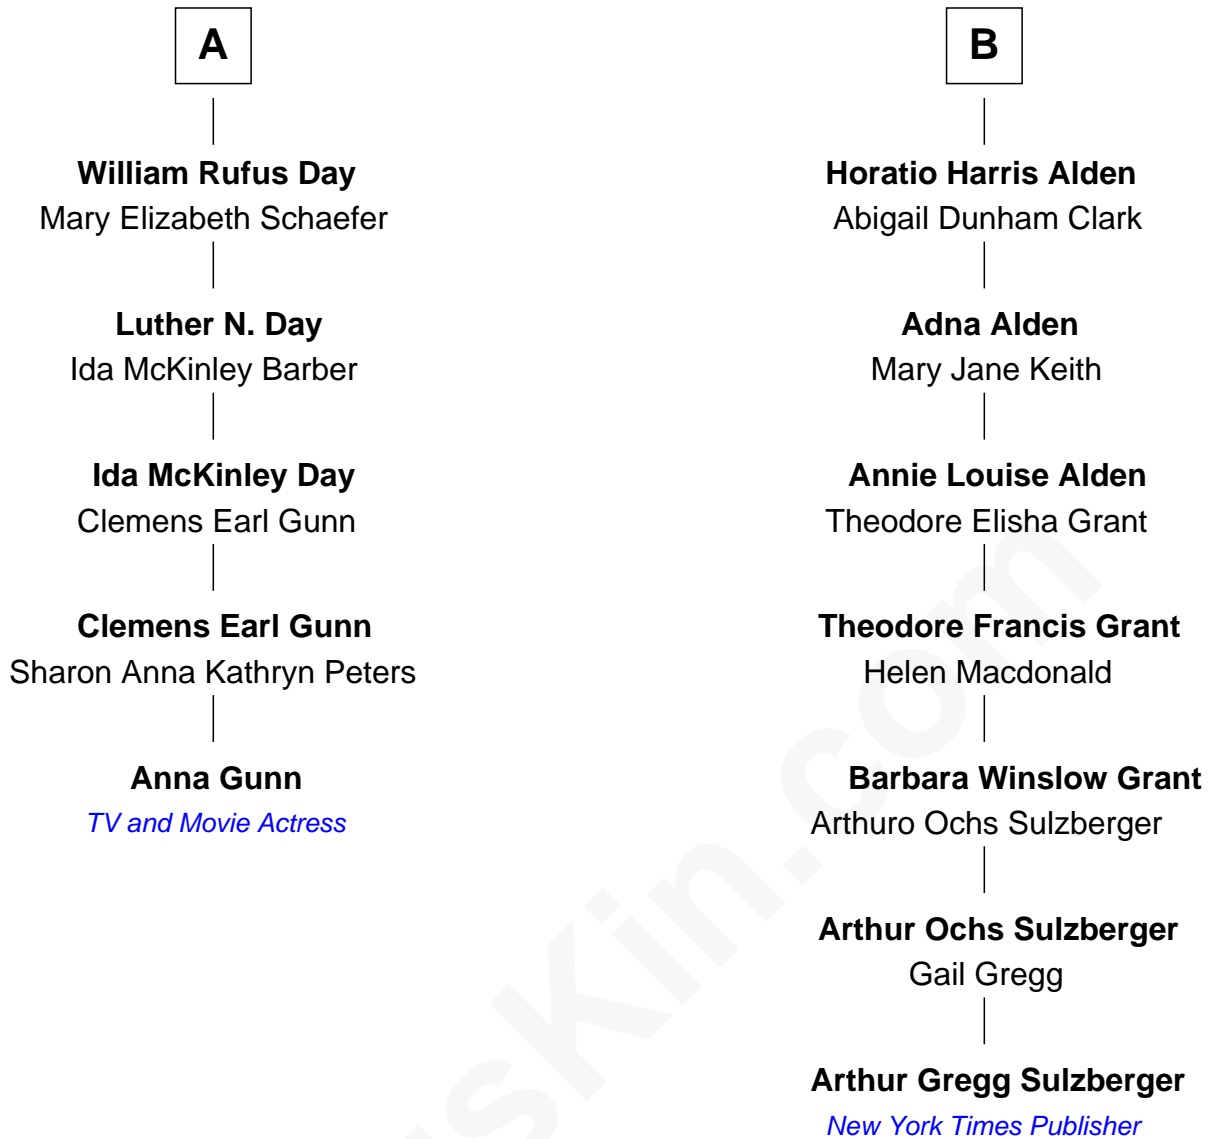 A
William Rufus Day
Mary Elizabeth Schaefer
Luther N. Day
Ida McKinley Barber
Ida McKinley Day
Clemens Earl Gunn
Clemens Earl Gunn
Sharon Anna Kathryn Peters
Anna Gunn
TV and Movie Actress
B
Horatio Harris Alden
Abigail Dunham Clark
Adna Alden
Mary Jane Keith
Annie Louise Alden
Theodore Elisha Grant
Theodore Francis Grant
Helen Macdonald
Barbara Winslow Grant
Arthuro Ochs Sulzberger
Arthur Ochs Sulzberger
Gail Gregg
Arthur Gregg Sulzberger
New York Times Publisher